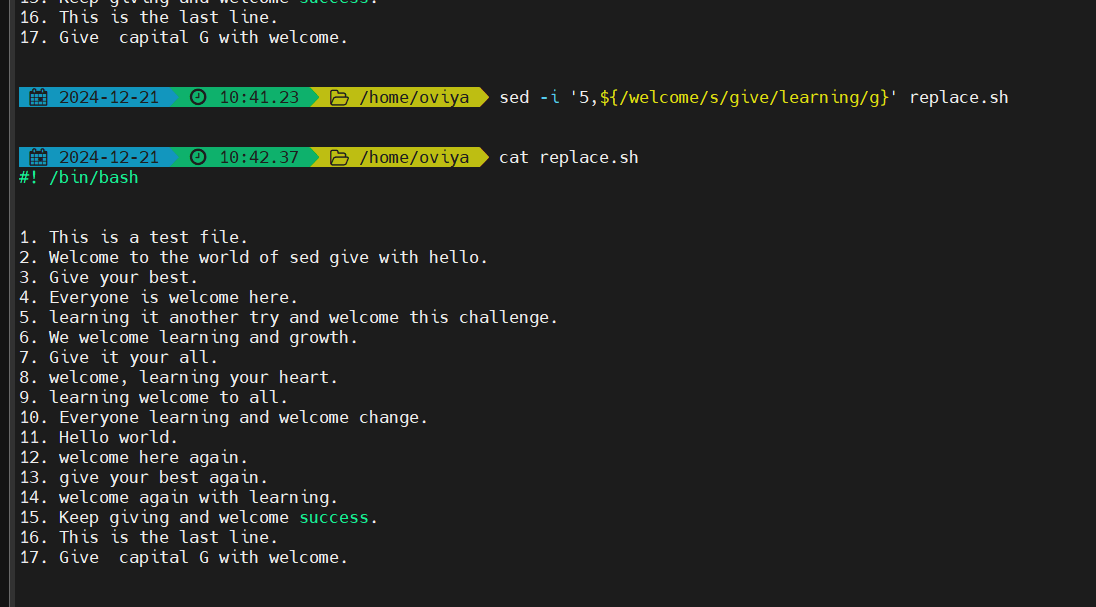 15. Keep giving and welcome success.
16. This is the last line.
17. Give  capital G with welcome.
2024-12-21 10:41.23 /home/oviya sed -i '5,${/welcome/s/give/learning/g}' replace.sh
2024-12-21 10:42.37 /home/oviya cat replace.sh
#! /bin/bash
1. This is a test file.
2. Welcome to the world of sed give with hello.
3. Give your best.
4. Everyone is welcome here.
5. learning it another try and welcome this challenge.
6. We welcome learning and growth.
7. Give it your all.
8. welcome, learning your heart.
9. learning welcome to all.
10. Everyone learning and welcome change.
11. Hello world.
12. welcome here again.
13. give your best again.
14. welcome again with learning.
15. Keep giving and welcome success.
16. This is the last line.
17. Give  capital G with welcome.